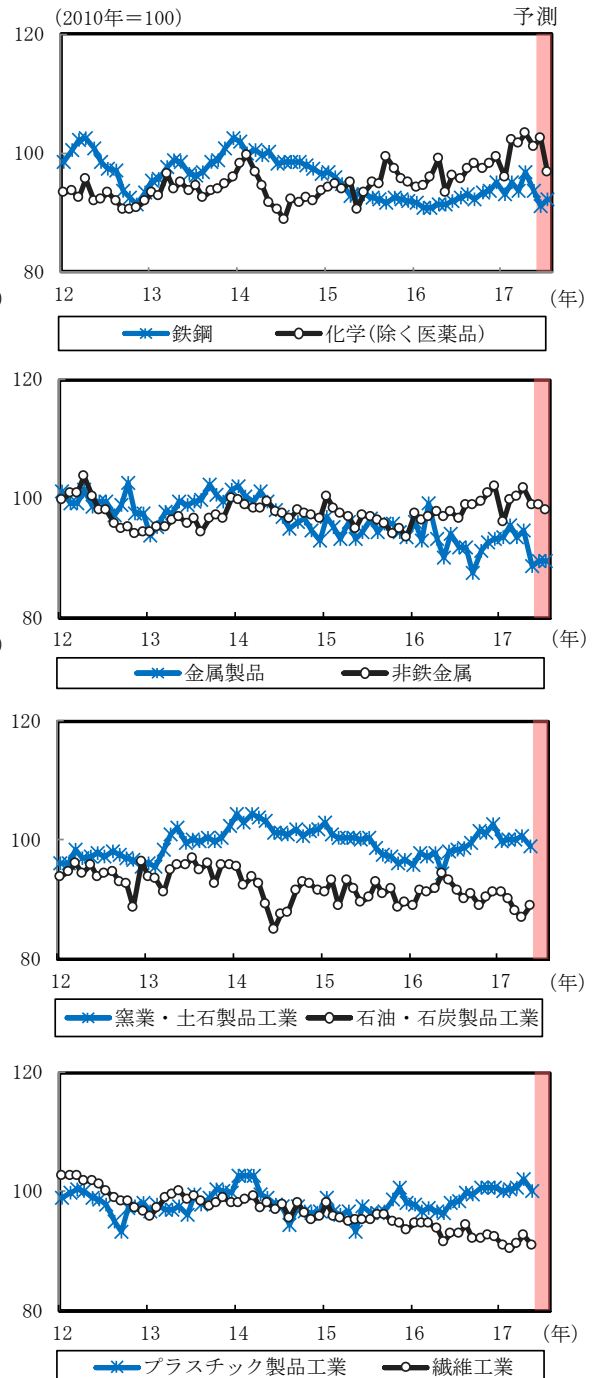 (2010年＝100) 予測
120
100
80
12 13 14 15 16 17 (年)
鉄鋼 化学(除く医薬品)
120
100
80
12 13 14 15 16 17 (年)
金属製品 非鉄金属
120
100
80
12 13 14 15 16 17 (年)
窯業・土石製品工業 石油・石炭製品工業
120
100
80
12 13 14 15 16 17 (年)
プラスチック製品工業 繊維工業